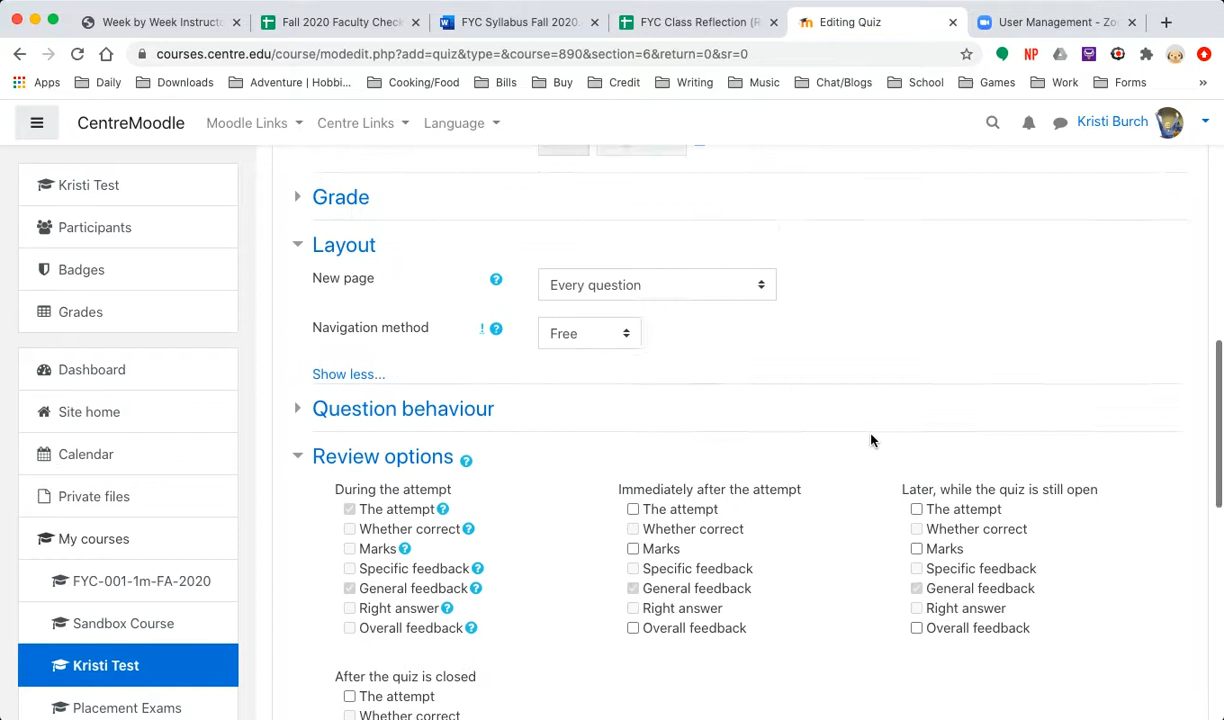 Week by Week Instruct
Fall 2020 Faculty Check
FYC Syllabus Fall 2020.
FYC Class Reflection (R
Editing Quiz
User Management - Zoo
courses.centre.edu/course/modedit.php?add=quiz&type=&course=890&section=6&return=0&sr=0
NP
Apps Daily Downloads Adventure | Hobbi... Cooking/Food Bills Buy Credit Writing Music Chat/Blogs School Games Work Forms »
CentreMoodle Moodle Links Centre Links Language Kristi Burch
Kristi Test
Participants
Badges
Grades
Dashboard
Site home
Calendar
Private files
My courses
FYC-001-1m-FA-2020
Sandbox Course
Kristi Test
Placement Exams
Grade
Layout
New page ? Every question
Navigation method ! ? Free
Show less...
Question behaviour
Review options ?
During the attempt
The attempt ?
Whether correct ?
Marks ?
Specific feedback ?
General feedback ?
Right answer ?
Overall feedback ?
Immediately after the attempt
The attempt
Whether correct
Marks
Specific feedback
General feedback
Right answer
Overall feedback
Later, while the quiz is still open
The attempt
Whether correct
Marks
Specific feedback
General feedback
Right answer
Overall feedback
After the quiz is closed
The attempt
Whether correct